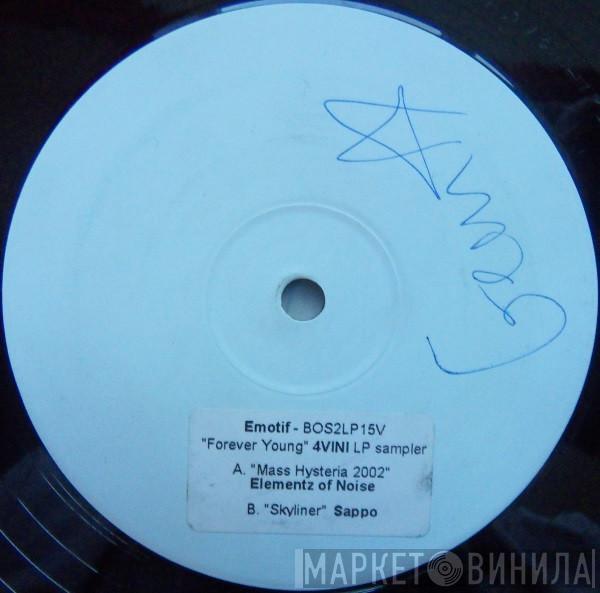 Emotif - BOS2LP15V
"Forever Young" 4VINI LP sampler
A. "Mass Hysteria 2002"
Elementz of Noise
B. "Skyliner" Sappo
МАРКЕТ ВИНИЛА